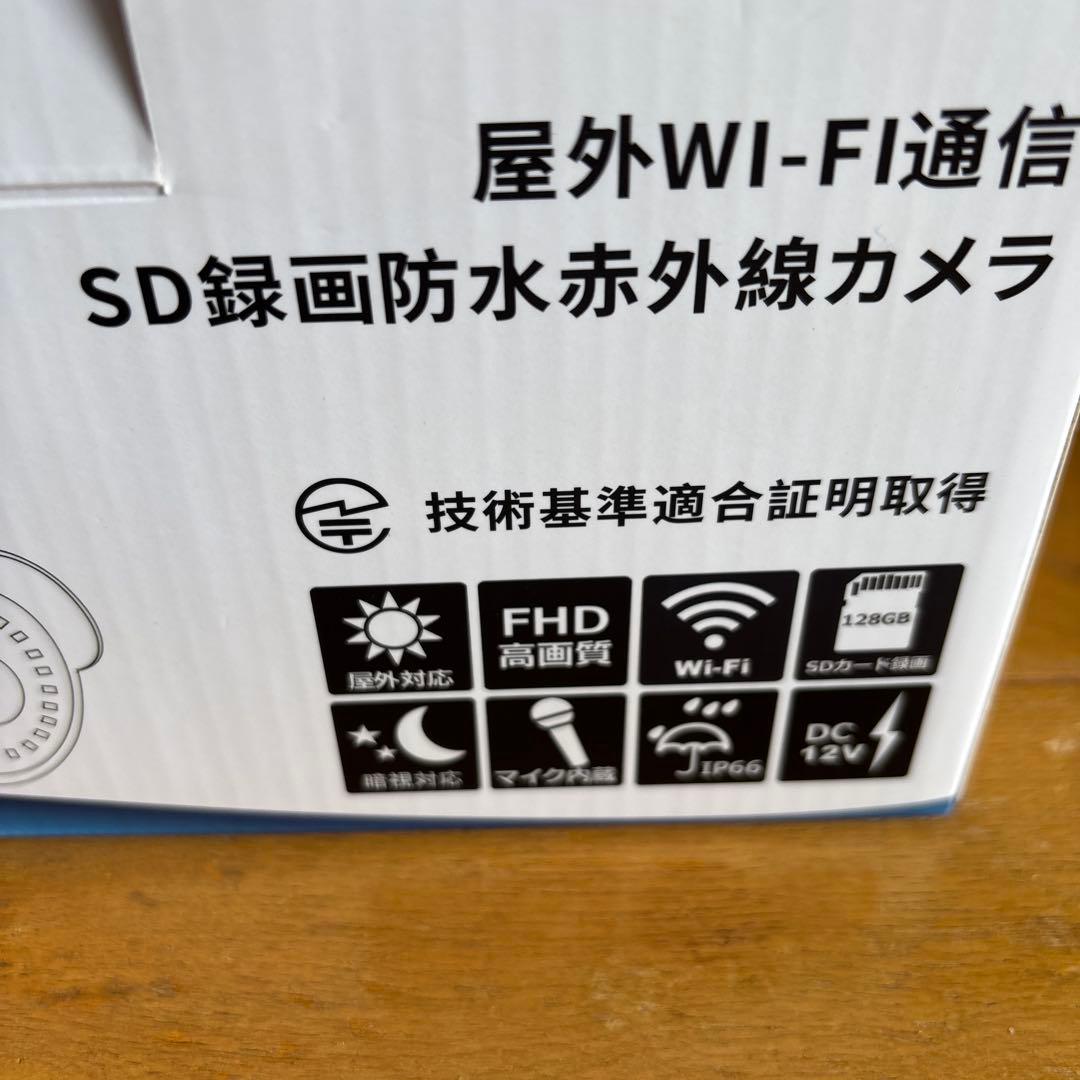 屋外WI-FI通信
SD録画防水赤外線カメラ
技術基準適合証明取得
屋外対応
FHD
高画質
Wi-Fi
128GB
SDカード録画
暗視対応
マイク内蔵
IP66
DC
12V